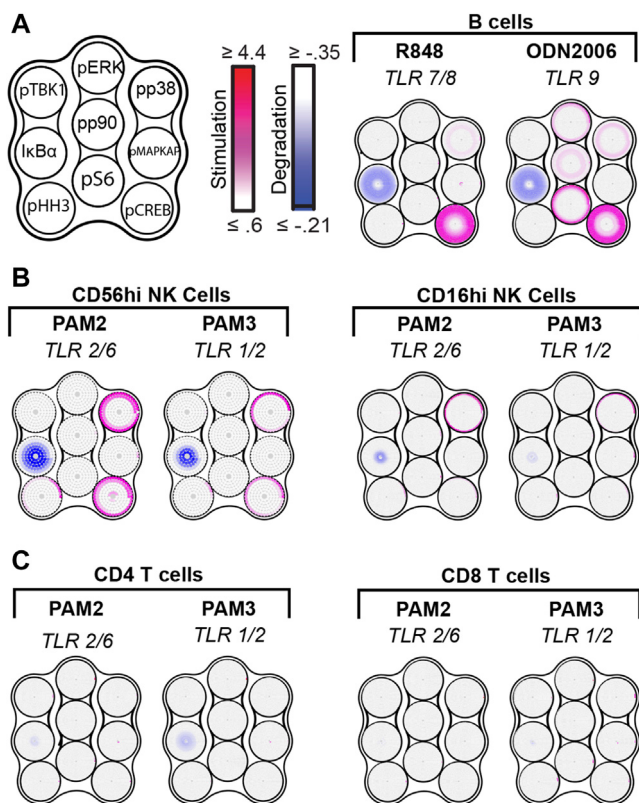 A
pERK
pTBK1
pp38
pp90
IκBα
pMAPKAP
pS6
pHH3
pCREB
≥ 4.4
≥ -.35
Stimulation
Degradation
≤ .6
≤ -.21
B cells
R848
ODN2006
TLR 7/8
TLR 9
B
CD56hi NK Cells
CD16hi NK Cells
PAM2
PAM3
PAM2
PAM3
TLR 2/6
TLR 1/2
TLR 2/6
TLR 1/2
C
CD4 T cells
CD8 T cells
PAM2
PAM3
PAM2
PAM3
TLR 2/6
TLR 1/2
TLR 2/6
TLR 1/2